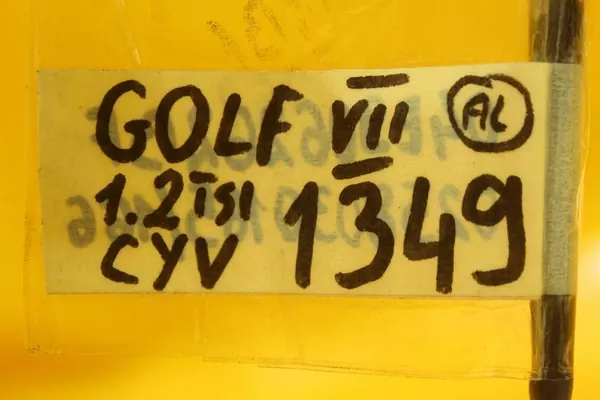 GOLF VII AL
1.2 TSI 1349
CYV